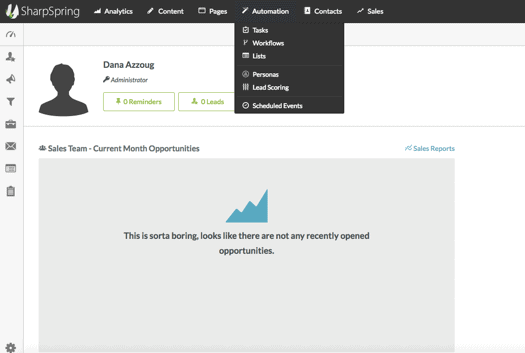 SharpSpring Analytics Content Pages Automation Contacts Sales
Tasks
Workflows
Lists
Personas
Lead Scoring
Scheduled Events
Dana Azzoug
Administrator
0 Reminders 0 Leads
Sales Team - Current Month Opportunities Sales Reports
This is sorta boring, looks like there are not any recently opened
opportunities.